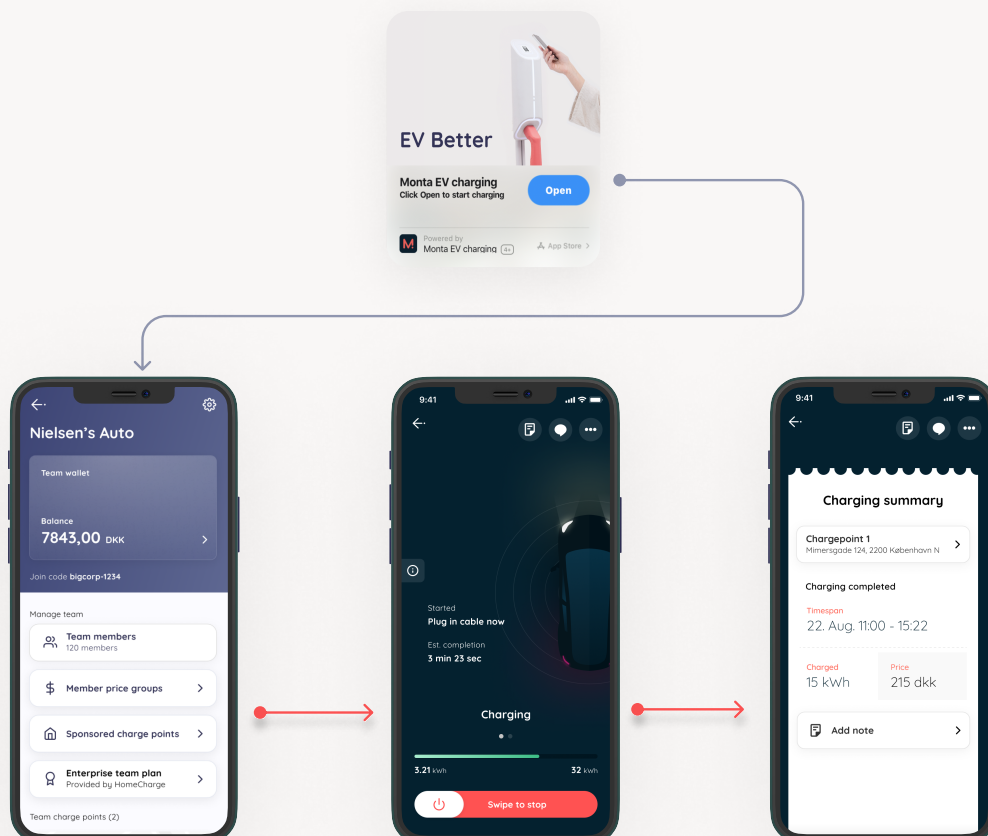 EV Better
Monta EV charging
Click Open to start charging
Open
Powered by
Monta EV charging 4+
App Store
Nielsen's Auto
Team wallet
Balance
7843,00 DKK
Join code bigcorp-1234
Manage team
Team members
120 members
Member price groups
Sponsored charge points
Enterprise team plan
Provided by HomeCharge
Team charge points (2)
9:41
Started
Plug in cable now
Est. completion
3 min 23 sec
Charging
3.21 kWh
32 kWh
Swipe to stop
9:41
Charging summary
Chargepoint 1
Mimersgade 124, 2200 København N
Charging completed
Timespan
22. Aug. 11:00 - 15:22
Charged
15 kWh
Price
215 dkk
Add note